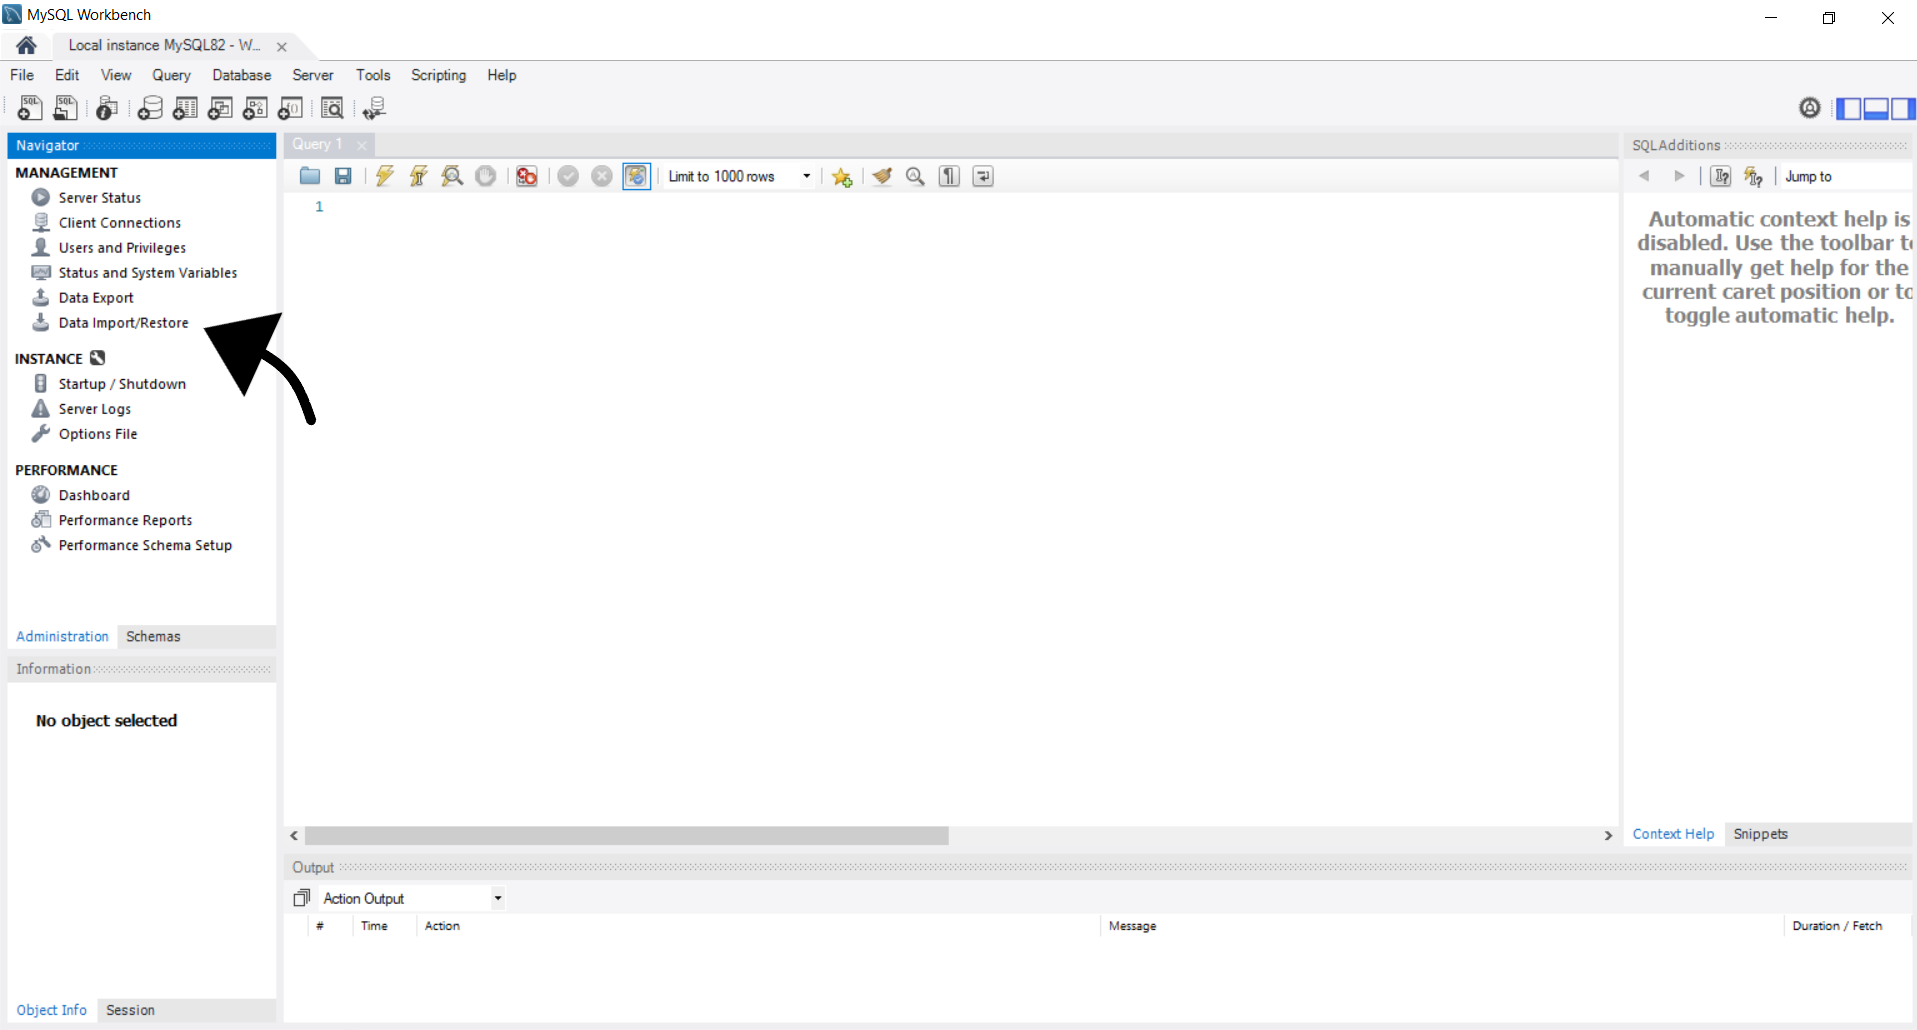 MySQL Workbench
Local instance MySQL82 - W...
File Edit View Query Database Server Tools Scripting Help
Navigator
MANAGEMENT
Server Status
Client Connections
Users and Privileges
Status and System Variables
Data Export
Data Import/Restore
INSTANCE
Startup / Shutdown
Server Logs
Options File
PERFORMANCE
Dashboard
Performance Reports
Performance Schema Setup
Administration Schemas
Information
No object selected
Object Info Session
Query 1
Limit to 1000 rows
1
SQLAdditions
Jump to
Automatic context help is
disabled. Use the toolbar t
manually get help for the
current caret position or to
toggle automatic help.
Context Help Snippets
Output
Action Output
# Time Action Message Duration / Fetch